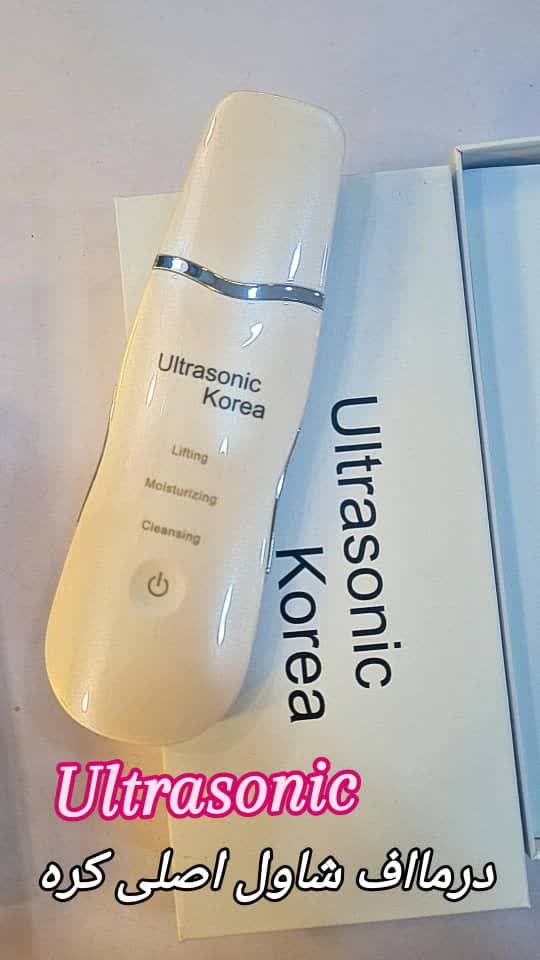 Ultrasonic
Korea
Lifting
Moisturizing
Cleansing
Ultrasonic
Korea
Ultrasonic
درمااف شاول اصلی کره